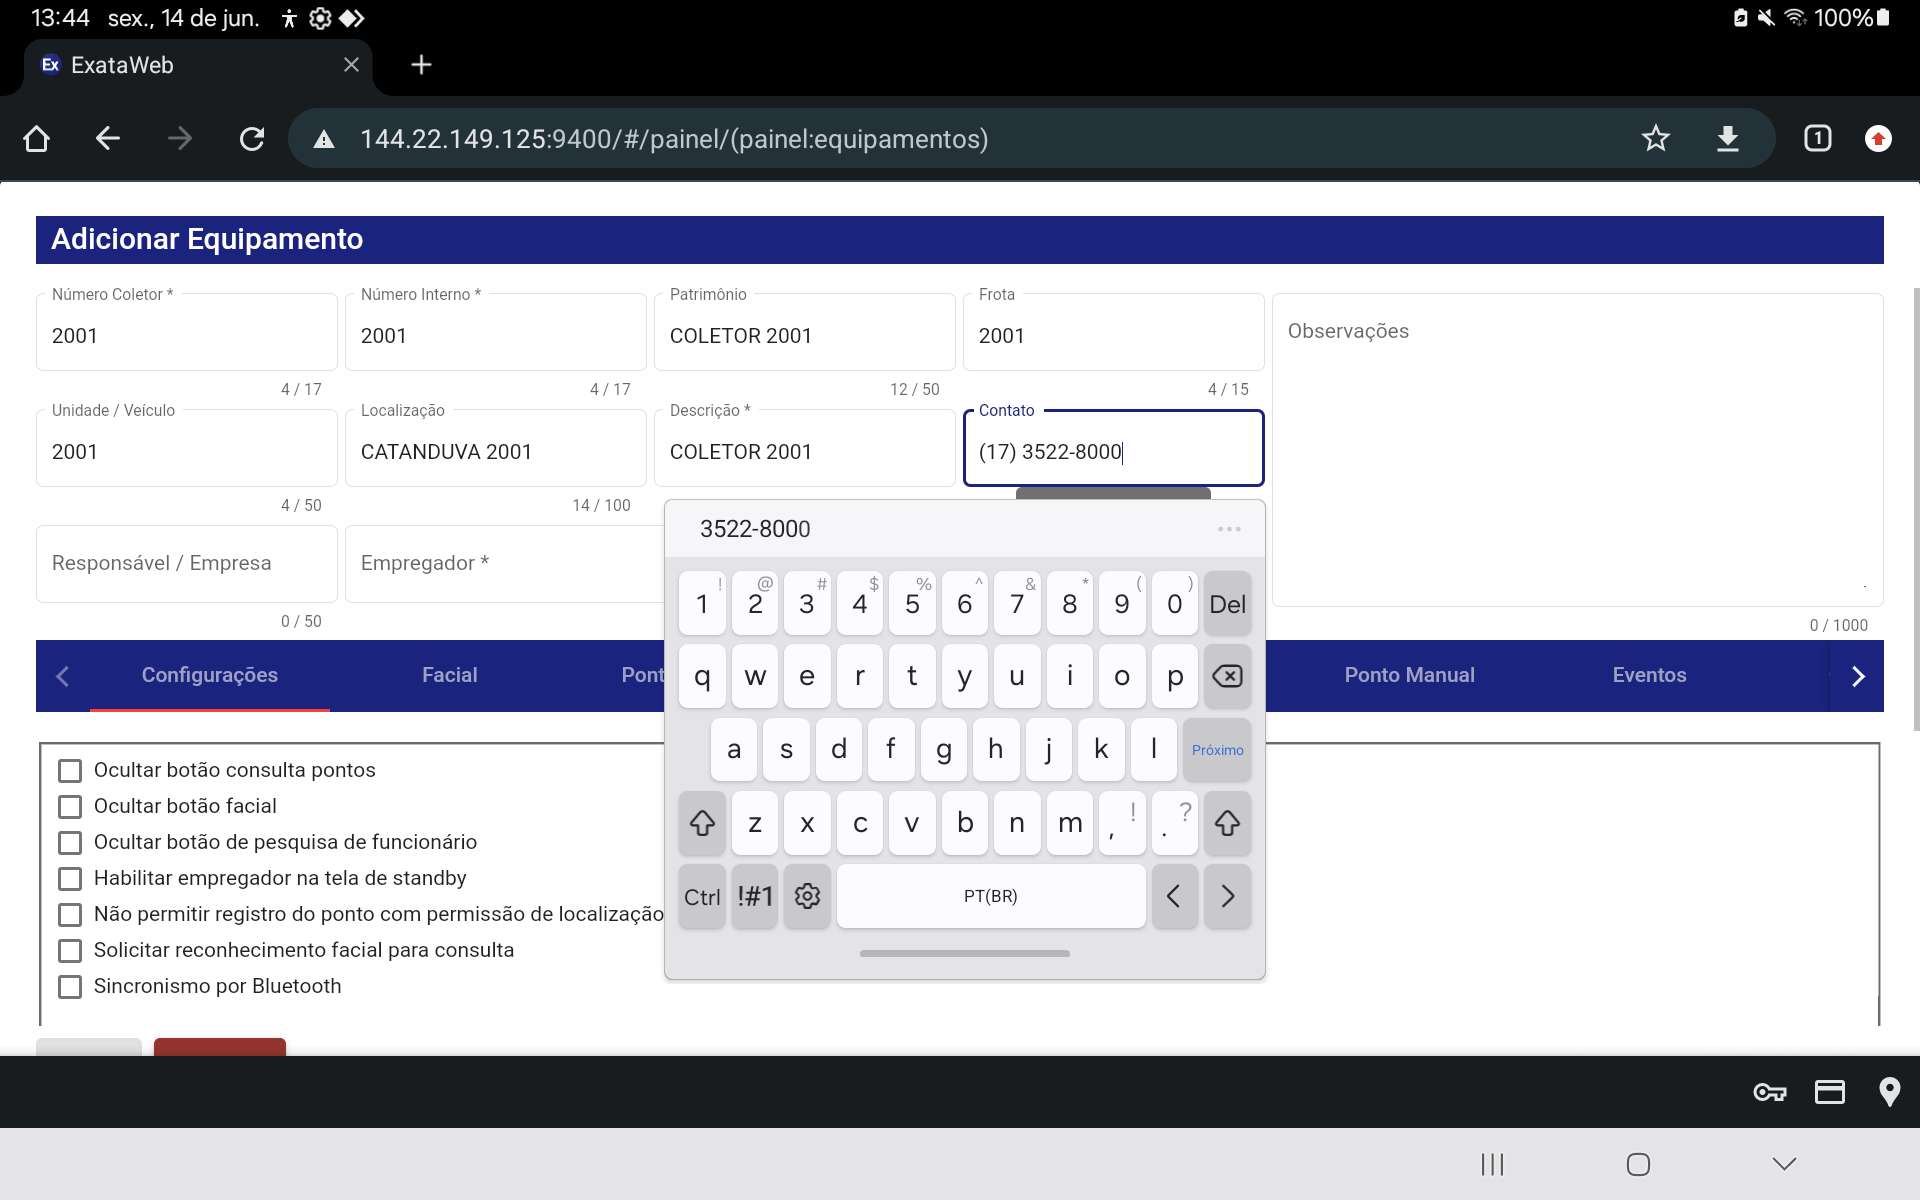 13:44 sex., 14 de jun. 100%
Ex ExataWeb
144.22.149.125:9400/#/painel/(painel:equipamentos) 1
Adicionar Equipamento
Número Coletor * Número Interno * Patrimônio Frota
2001 2001 COLETOR 2001 2001 Observações
4 / 17 4 / 17 12 / 50 4 / 15
Unidade / Veículo Localização Descrição * Contato
2001 CATANDUVA 2001 COLETOR 2001 (17) 3522-8000
4 / 50 14 / 100
3522-8000
Responsável / Empresa Empregador *
0 / 50 0 / 1000
! @ # $ % ^ & * ( )
1 2 3 4 5 6 7 8 9 0 Del
Configurações Facial Pont Ponto Manual Eventos
q w e r t y u i o p
a s d f g h j k l Próximo
z x c v b n m , ! . ?
Ctrl !#1 PT(BR) < >
Ocultar botão consulta pontos
Ocultar botão facial
Ocultar botão de pesquisa de funcionário
Habilitar empregador na tela de standby
Não permitir registro do ponto com permissão de localização
Solicitar reconhecimento facial para consulta
Sincronismo por Bluetooth